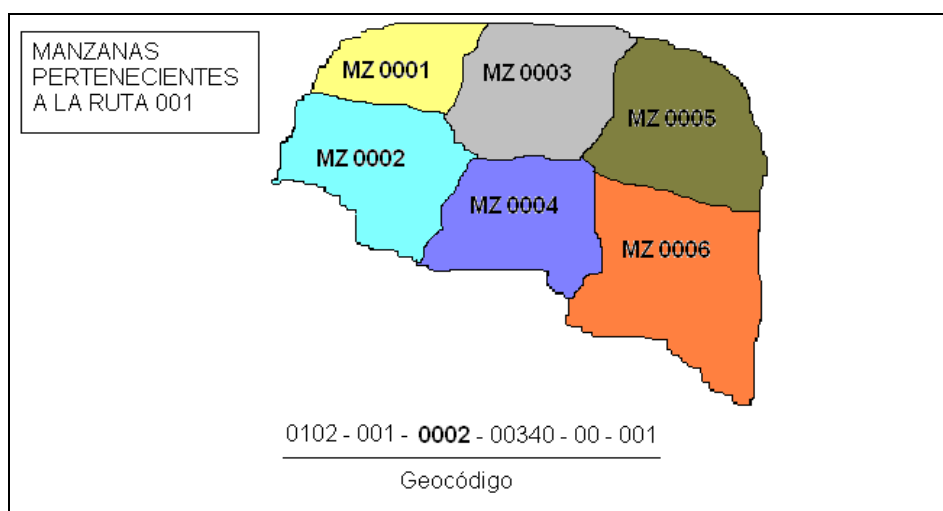 MANZANAS
PERTENECIENTES
A LA RUTA 001
MZ 0001
MZ 0003
MZ 0005
MZ 0002
MZ 0004
MZ 0006
0102 - 001 - 0002 - 00340 - 00 - 001
Geocódigo